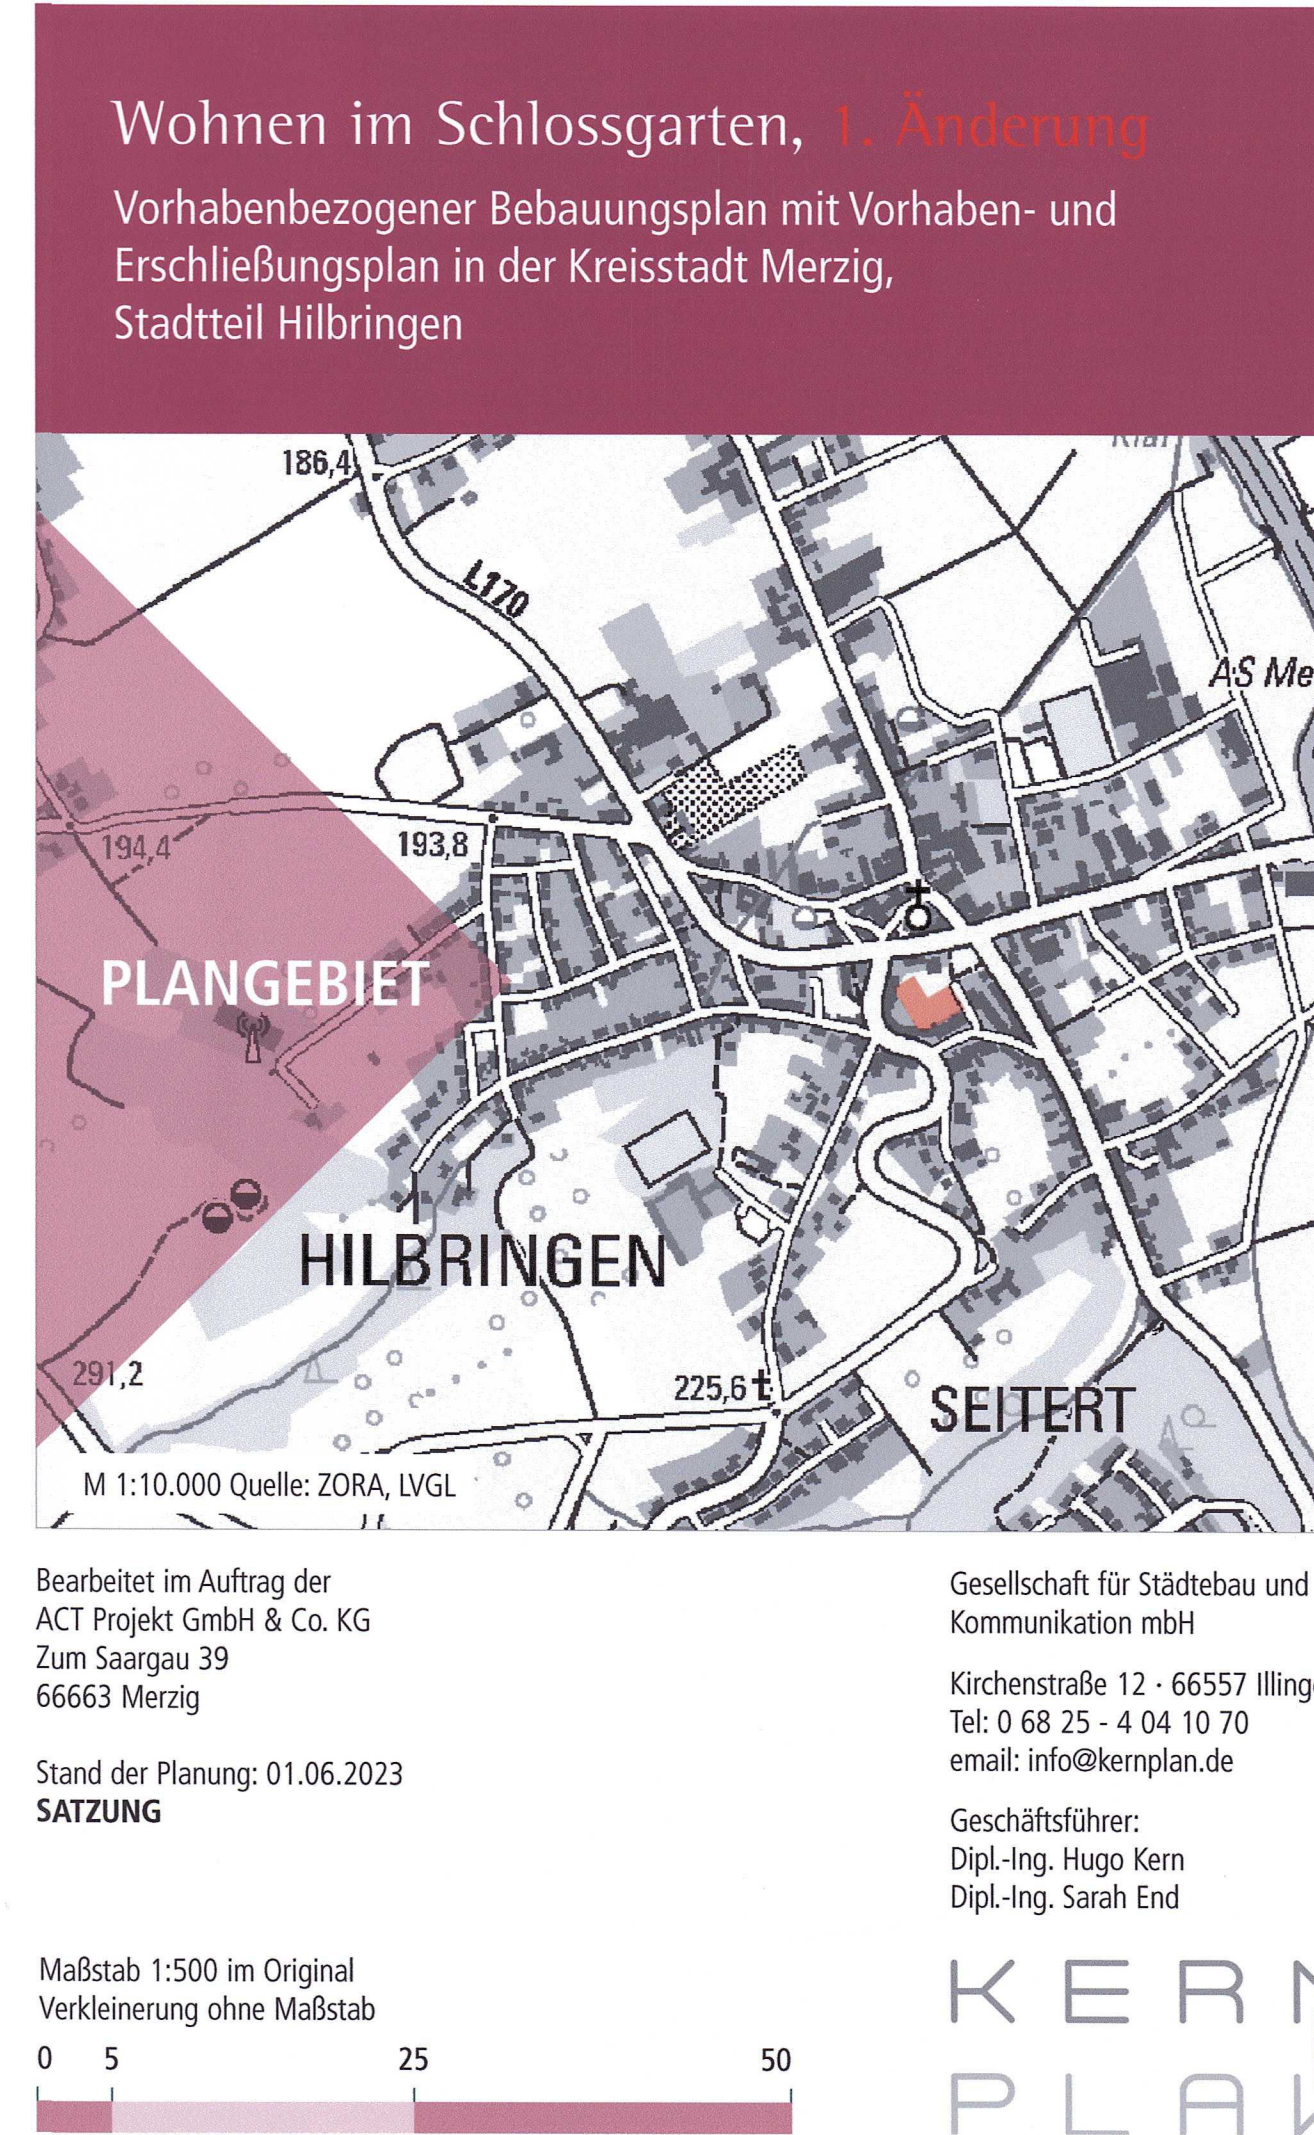 Wohnen im Schlossgarten, 1. Änderung
Vorhabenbezogener Bebauungsplan mit Vorhaben- und
Erschließungsplan in der Kreisstadt Merzig,
Stadtteil Hilbringen
186,4
L170
AS Me
194,4
193,8
PLANGEBIET
HILBRINGEN
291,2
225,6
SEITERT
M 1:10.000 Quelle: ZORA, LVGL
Bearbeitet im Auftrag der
ACT Projekt GmbH & Co. KG
Zum Saargau 39
66663 Merzig
Stand der Planung: 01.06.2023
SATZUNG
Maßstab 1:500 im Original
Verkleinerung ohne Maßstab
0 5 25 50
Gesellschaft für Städtebau und
Kommunikation mbH
Kirchenstraße 12 · 66557 Illing
Tel: 0 68 25 - 4 04 10 70
email: info@kernplan.de
Geschäftsführer:
Dipl.-Ing. Hugo Kern
Dipl.-Ing. Sarah End
KERN
PLAN